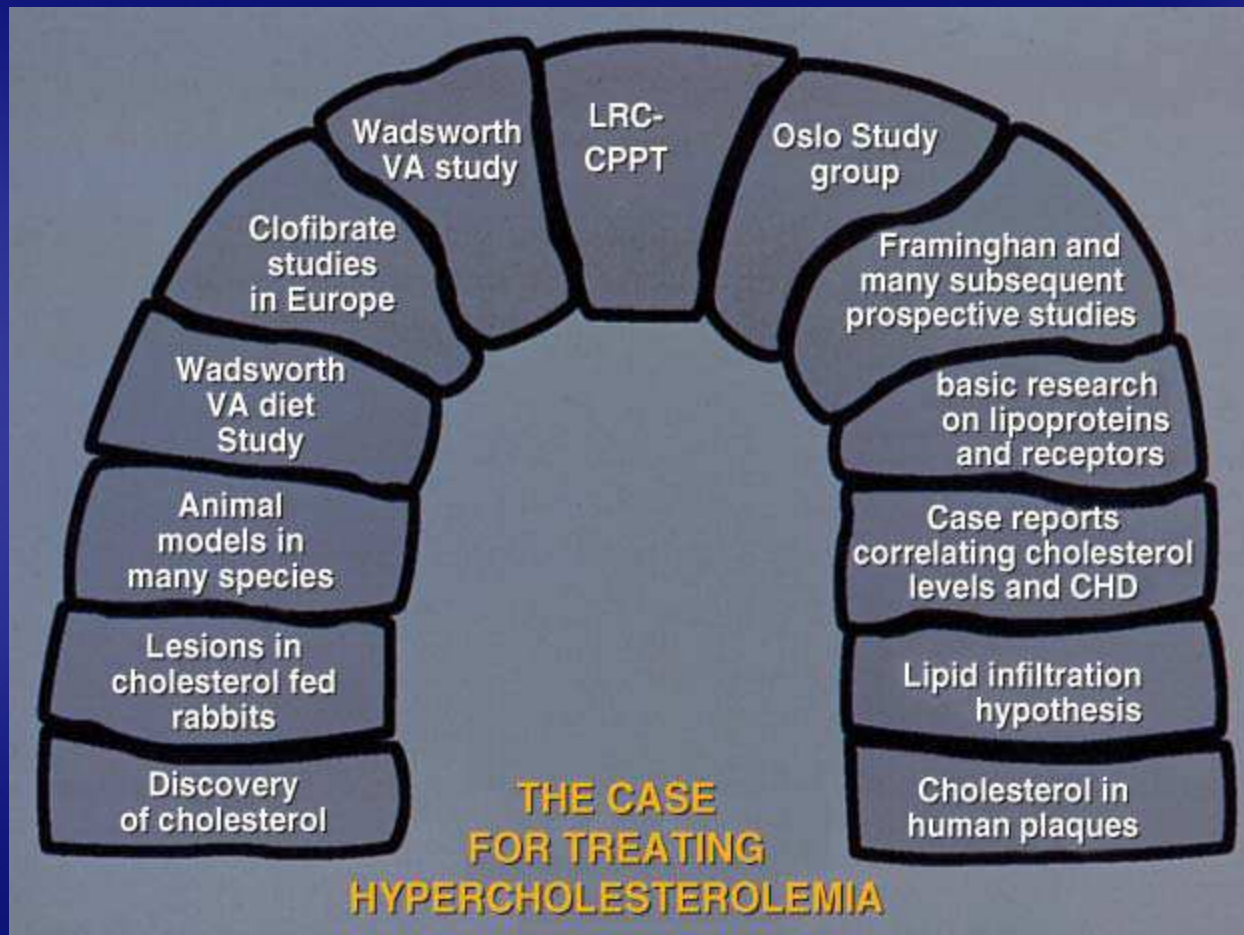 LRC-
CPPT
Wadsworth
VA study
Oslo Study
group
Clofibrate
studies
in Europe
Framinghan and
many subsequent
prospective studies
Wadsworth
VA diet
Study
basic research
on lipoproteins
and receptors
Animal
models in
many species
Case reports
correlating cholesterol
levels and CHD
Lesions in
cholesterol fed
rabbits
Lipid infiltration
hypothesis
Discovery
of cholesterol
Cholesterol in
human plaques
THE CASE
FOR TREATING
HYPERCHOLESTEROLEMIA